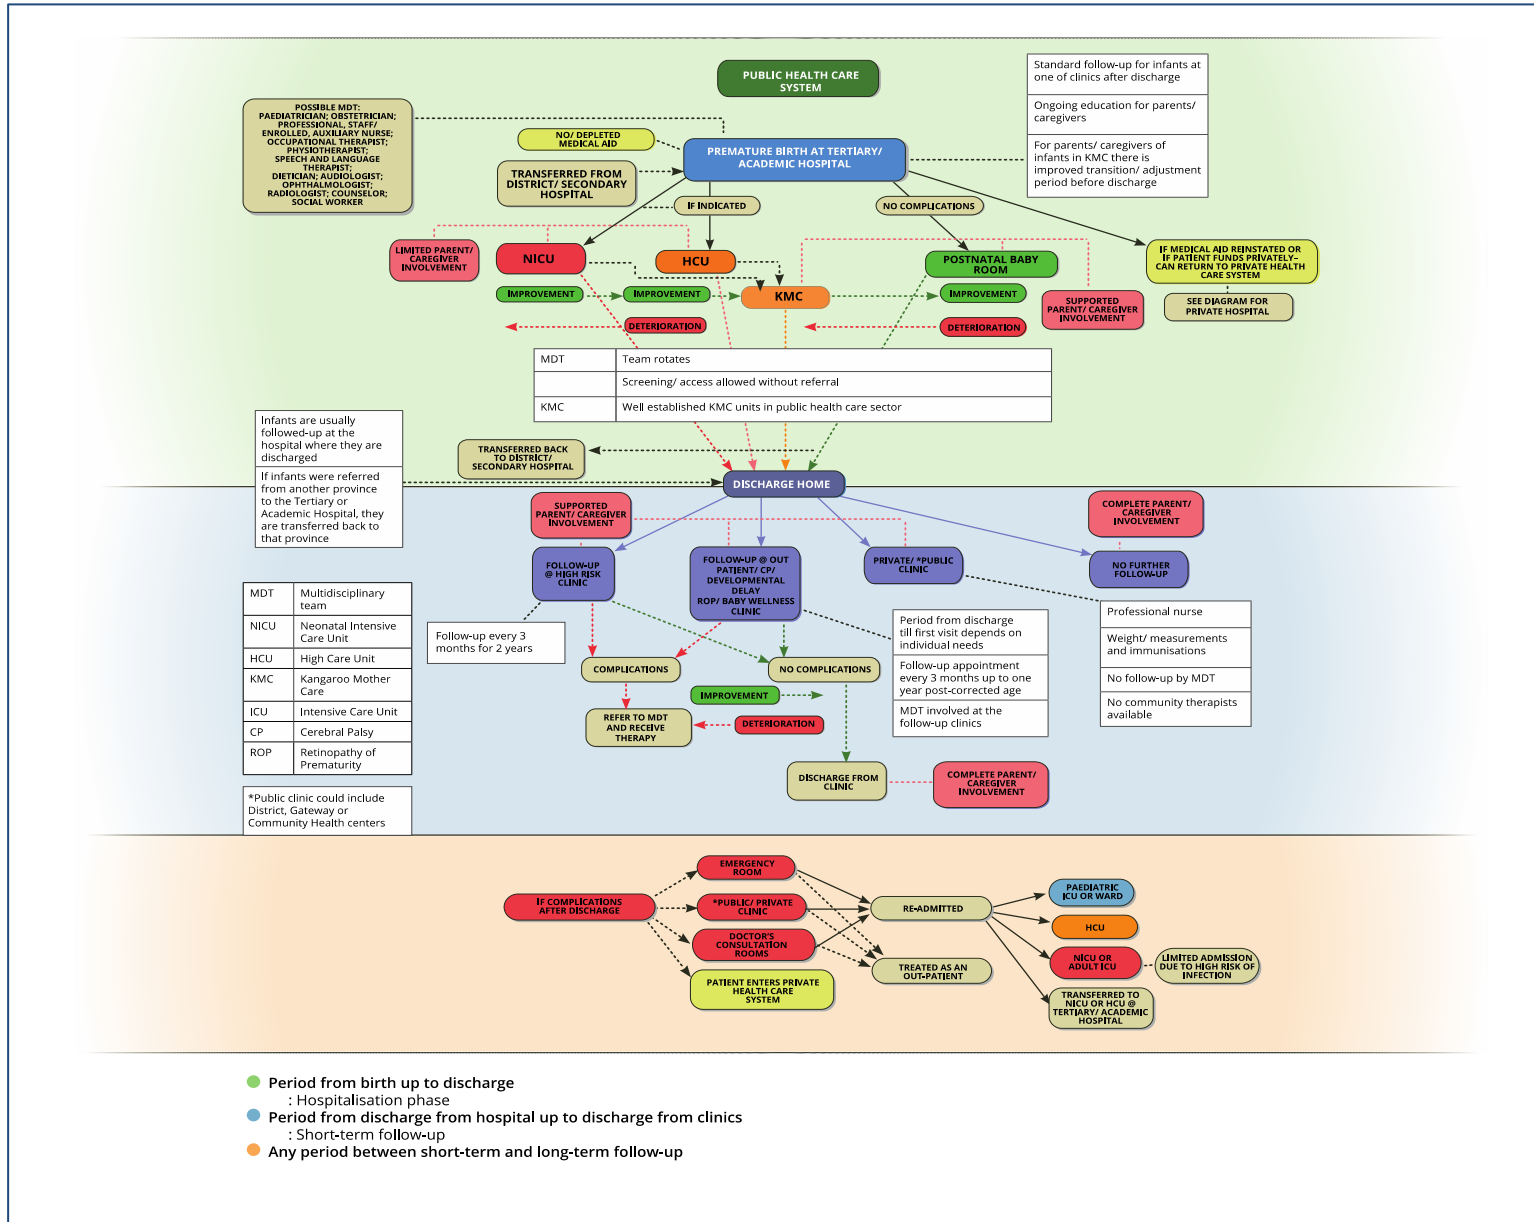 PUBLIC HEALTH CARE
SYSTEM
Standard follow-up for infants at
one of clinics after discharge
Ongoing education for parents/
caregivers
For parents/ caregivers of
infants in KMC there is
improved transition/ adjustment
period before discharge
POSSIBLE MDT:
PAEDIATRICIAN; OBSTETRICIAN;
PROFESSIONAL, STAFF/
ENROLLED, AUXILIARY NURSE;
OCCUPATIONAL THERAPIST;
PHYSIOTHERAPIST;
SPEECH AND LANGUAGE
THERAPIST;
DIETICIAN; AUDIOLOGIST;
OPHTHALMOLOGIST;
RADIOLOGIST; COUNSELOR;
SOCIAL WORKER
NO/ DEPLETED
MEDICAL AID
PREMATURE BIRTH AT TERTIARY/
ACADEMIC HOSPITAL
TRANSFERRED FROM
DISTRICT/ SECONDARY
HOSPITAL
IF INDICATED
NO COMPLICATIONS
LIMITED PARENT/
CAREGIVER
INVOLVEMENT
NICU
HCU
POSTNATAL BABY
ROOM
IF MEDICAL AID REINSTATED OR
IF PATIENT FUNDS PRIVATELY–
CAN RETURN TO PRIVATE HEALTH
CARE SYSTEM
IMPROVEMENT
IMPROVEMENT
KMC
IMPROVEMENT
SUPPORTED
PARENT/ CAREGIVER
INVOLVEMENT
SEE DIAGRAM FOR
PRIVATE HOSPITAL
DETERIORATION
DETERIORATION
MDT Team rotates
Screening/ access allowed without referral
KMC Well established KMC units in public health care sector
Infants are usually
followed-up at the
hospital where they are
discharged
If infants were referred
from another province
to the Tertiary or
Academic Hospital, they
are transferred back to
that province
TRANSFERRED BACK
TO DISTRICT/
SECONDARY HOSPITAL
DISCHARGE HOME
SUPPORTED
PARENT/ CAREGIVER
INVOLVEMENT
COMPLETE PARENT/
CAREGIVER
INVOLVEMENT
FOLLOW-UP
@ HIGH RISK
CLINIC
FOLLOW-UP @ OUT
PATIENT/ CP/
DEVELOPMENTAL
DELAY
ROP/ BABY WELLNESS
CLINIC
PRIVATE/ *PUBLIC
CLINIC
NO FURTHER
FOLLOW-UP
MDT Multidisciplinary
team
NICU Neonatal Intensive
Care Unit
HCU High Care Unit
KMC Kangaroo Mother
Care
ICU Intensive Care Unit
CP Cerebral Palsy
ROP Retinopathy of
Prematurity
Follow-up every 3
months for 2 years
Period from discharge
till first visit depends on
individual needs
Follow-up appointment
every 3 months up to one
year post-corrected age
MDT involved at the
follow-up clinics
Professional nurse
Weight/ measurements
and immunisations
No follow-up by MDT
No community therapists
available
COMPLICATIONS
NO COMPLICATIONS
IMPROVEMENT
REFER TO MDT
AND RECEIVE
THERAPY
DETERIORATION
DISCHARGE FROM
CLINIC
COMPLETE PARENT/
CAREGIVER
INVOLVEMENT
*Public clinic could include
District, Gateway or
Community Health centers
IF COMPLICATIONS
AFTER DISCHARGE
EMERGENCY
ROOM
*PUBLIC/ PRIVATE
CLINIC
DOCTOR'S
CONSULTATION
ROOMS
PATIENT ENTERS PRIVATE
HEALTH CARE
SYSTEM
RE-ADMITTED
TREATED AS AN
OUT-PATIENT
PAEDIATRIC
ICU OR WARD
HCU
NICU OR
ADULT ICU
LIMITED ADMISSION
DUE TO HIGH RISK OF
INFECTION
TRANSFERRED TO
NICU OR HCU @
TERTIARY/ ACADEMIC
HOSPITAL
Period from birth up to discharge
: Hospitalisation phase
Period from discharge from hospital up to discharge from clinics
: Short-term follow-up
Any period between short-term and long-term follow-up